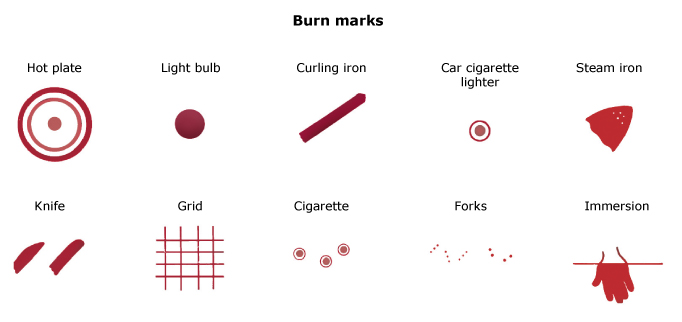 Burn marks
Hot plate
Light bulb
Curling iron
Car cigarette
lighter
Steam iron
Knife
Grid
Cigarette
Forks
Immersion